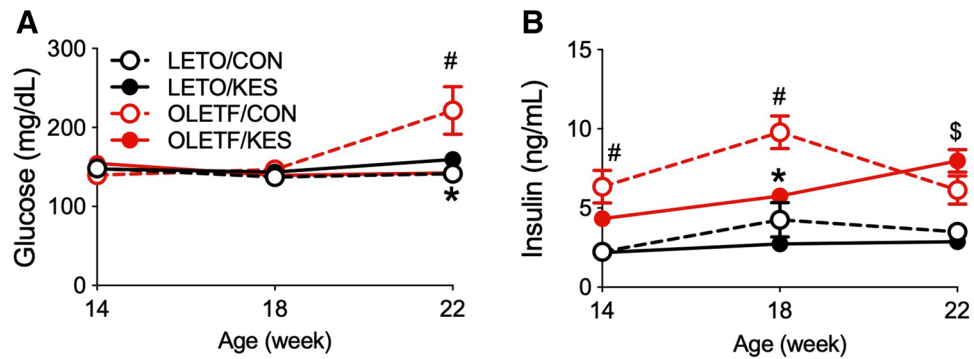 A
Glucose (mg/dL)
300
200
100
0
LETO/CON
LETO/KES
OLETF/CON
OLETF/KES
#
*
14
18
22
Age (week)
B
Insulin (ng/mL)
15
10
5
0
#
#
*
$
14
18
22
Age (week)